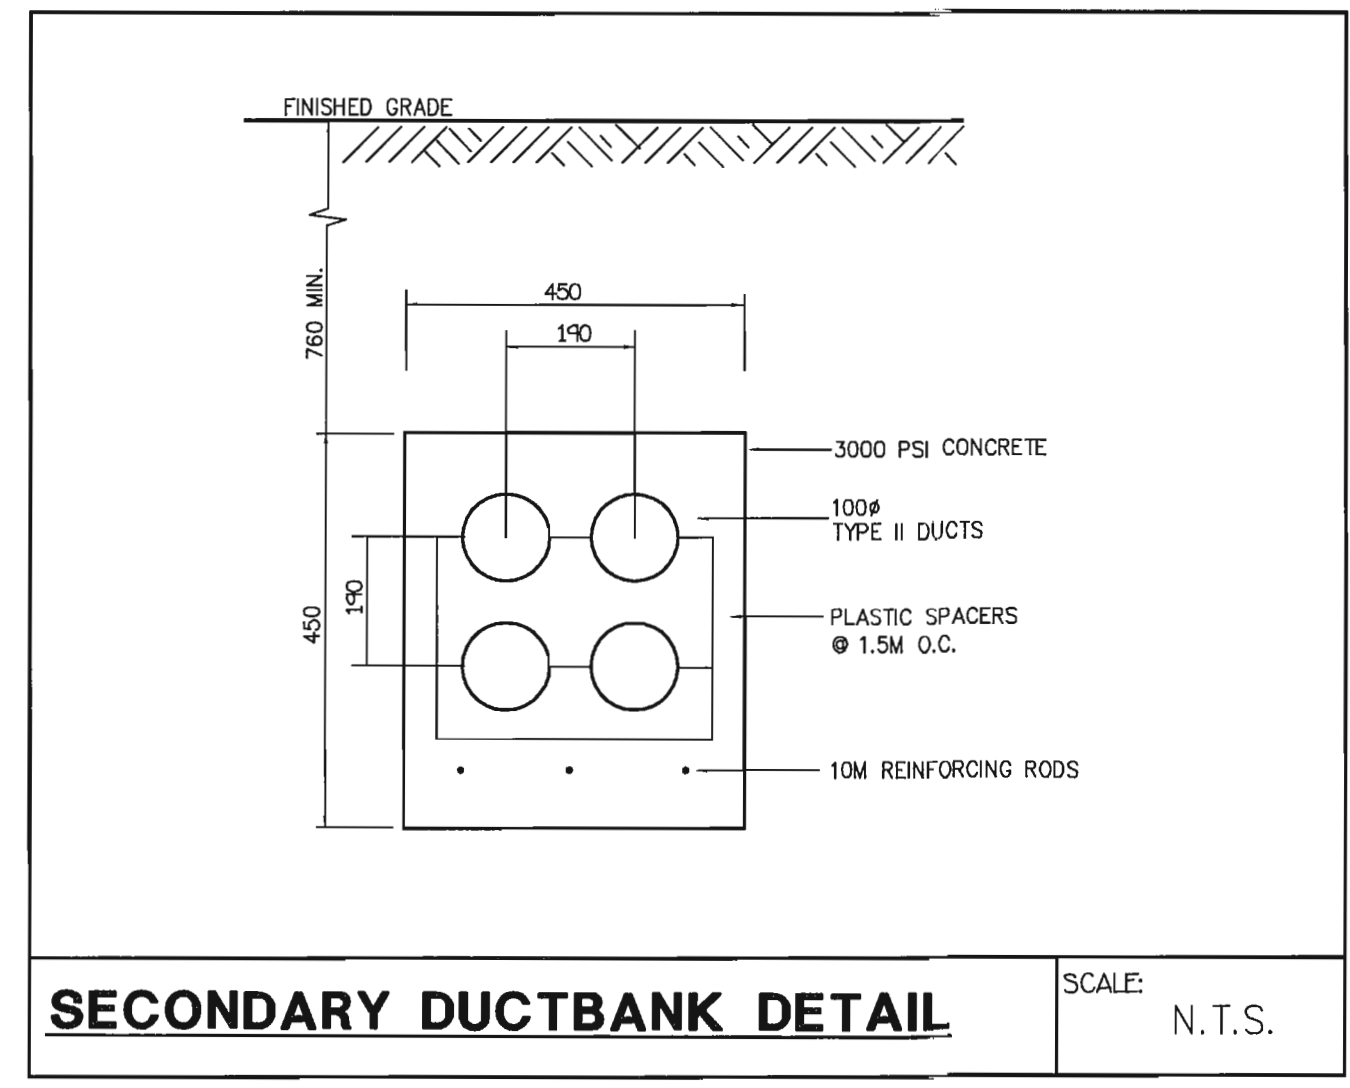 FINISHED GRADE
760 MIN.
450
190
3000 PSI CONCRETE
100ø
TYPE II DUCTS
450
190
PLASTIC SPACERS
@ 1.5M O.C.
10M REINFORCING RODS
SECONDARY DUCTBANK DETAIL
SCALE:
N.T.S.